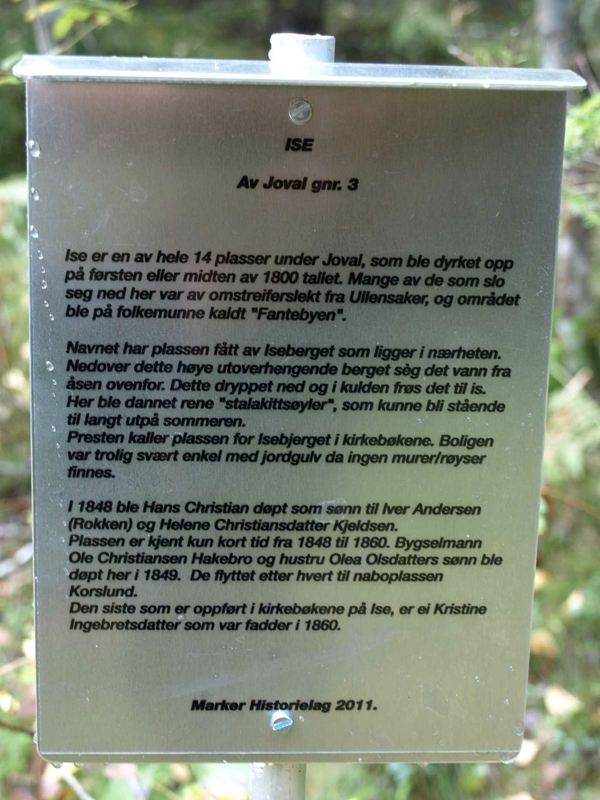 ISE
Av Joval gnr. 3
Ise er en av hele 14 plasser under Joval, som ble dyrket opp
på førsten eller midten av 1800 tallet. Mange av de som slo
seg ned her var av omstreiferslekt fra Ullensaker, og området
ble på folkemunne kaldt "Fantebyen".
Navnet har plassen fått av Iseberget som ligger i nærheten.
Nedover dette høye utoverhengende berget sèg det vann fra
åsen ovenfor. Dette dryppet ned og i kulden frøs det til is.
Her ble dannet rene "stalakittsøyler", som kunne bli stående
til langt utpå sommeren.
Presten kaller plassen for Isebjerget i kirkebøkene. Boligen
var trolig svært enkel med jordgulv da ingen murer/røyser
finnes.
I 1848 ble Hans Christian døpt som sønn til Iver Andersen
(Rokken) og Helene Christiansdatter Kjeldsen.
Plassen er kjent kun kort tid fra 1848 til 1860. Bygselmann
Ole Christiansen Hakebro og hustru Olea Olsdatters sønn ble
døpt her i 1849. De flyttet etter hvert til naboplassen
Korslund.
Den siste som er oppført i kirkebøkene på Ise, er ei Kristine
Ingebretsdatter som var fadder i 1860.
Marker Historielag 2011.